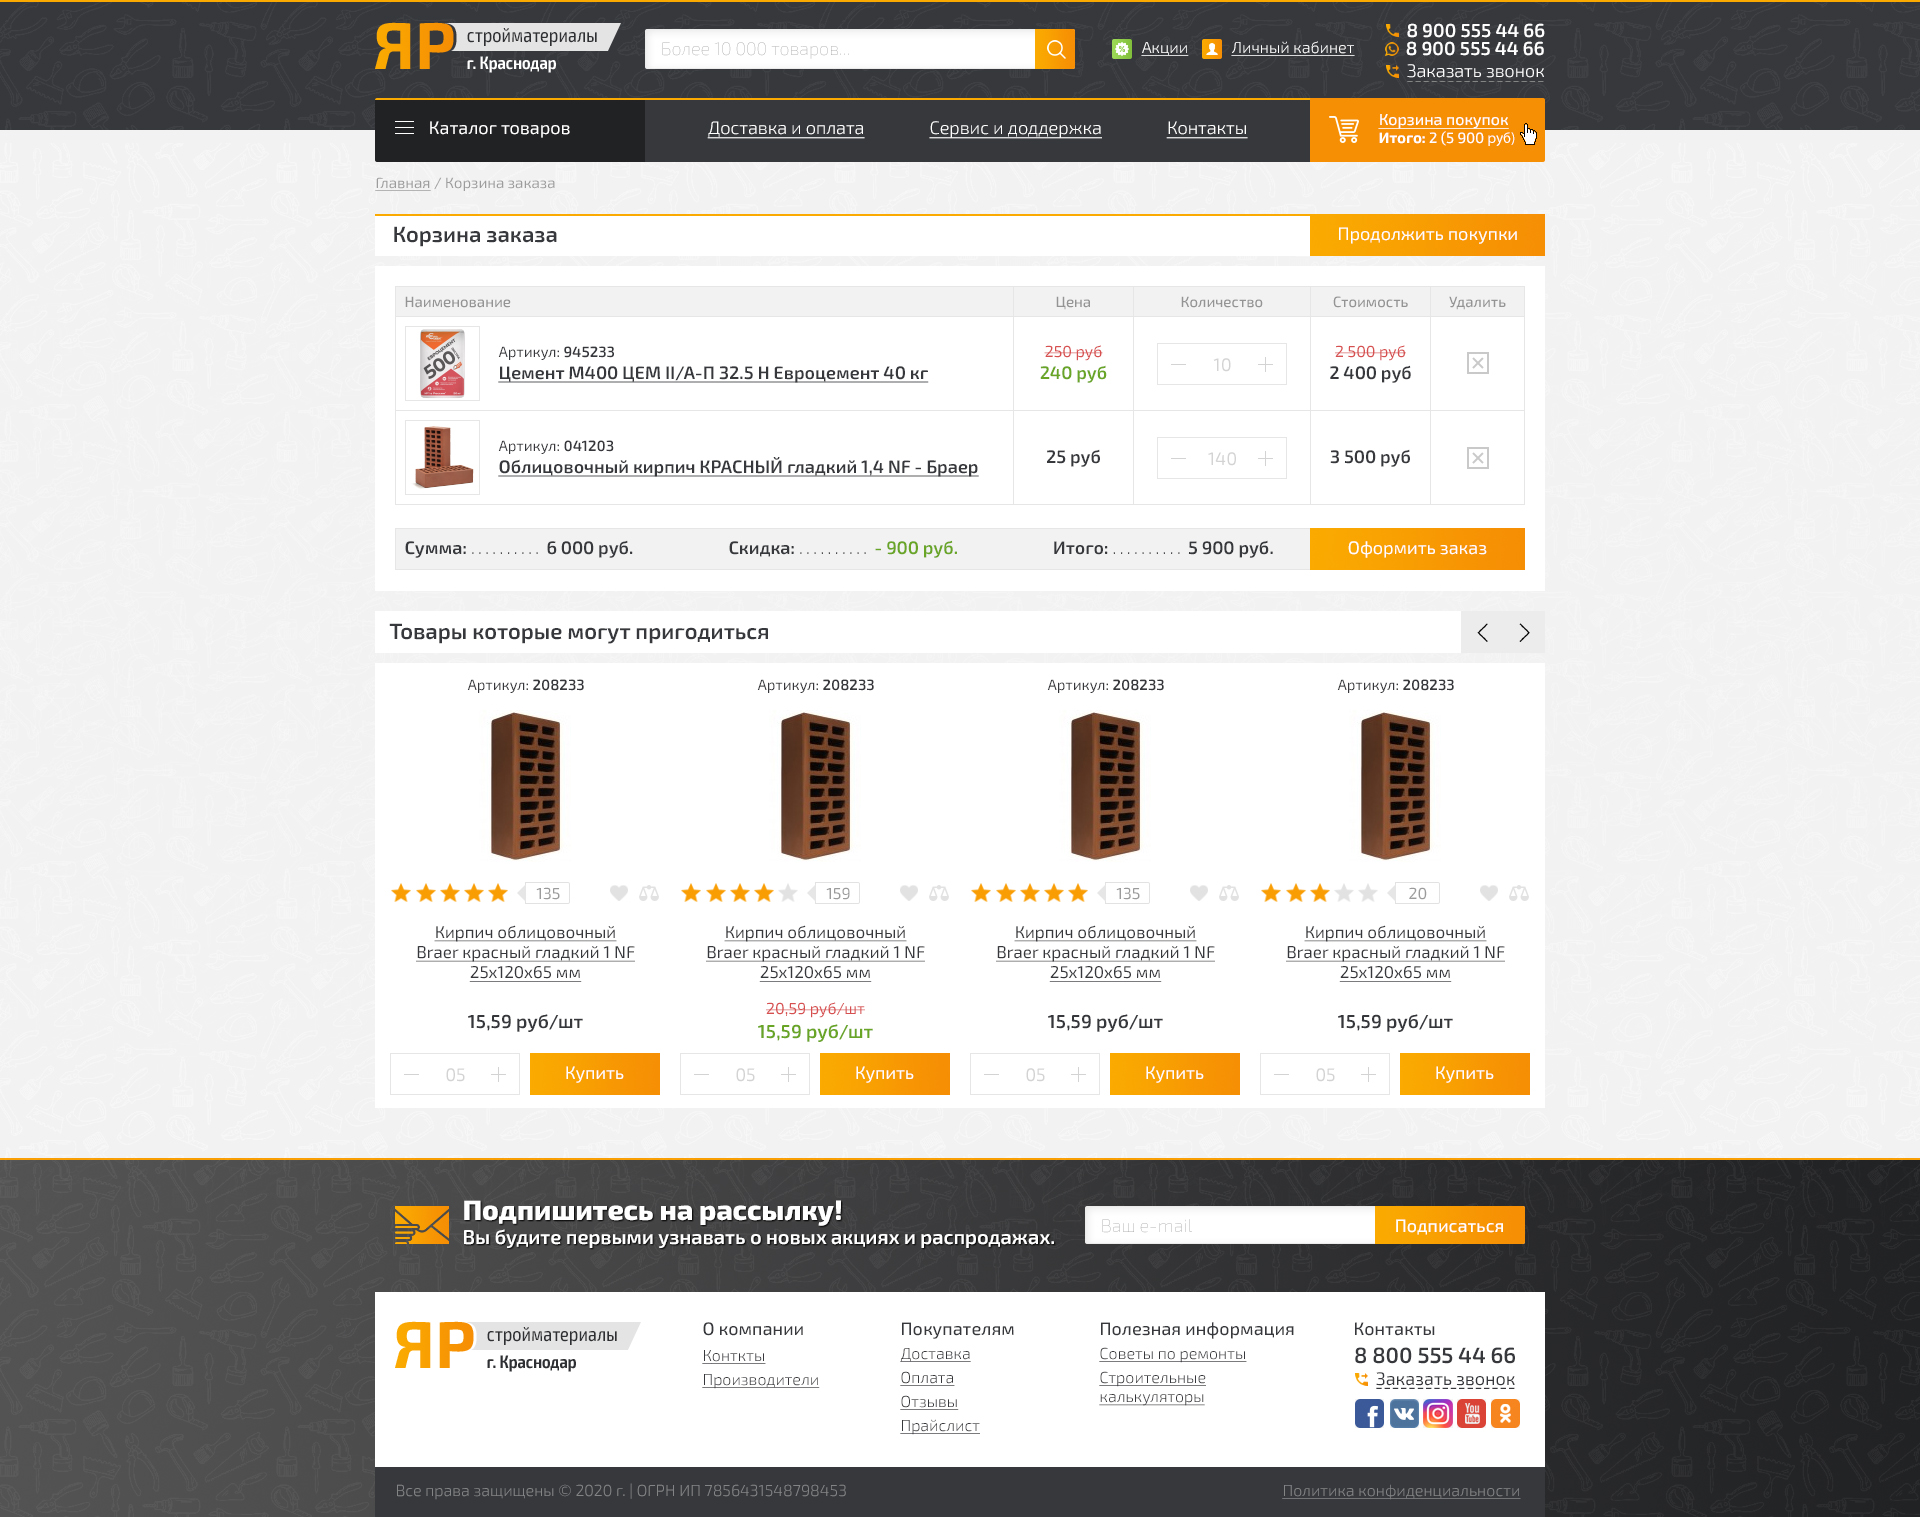 ЯР стройматериалы
г. Краснодар
Более 10 000 товаров...
Акции
Личный кабинет
8 900 555 44 66
8 900 555 44 66
Заказать звонок
Каталог товаров
Доставка и оплата
Сервис и доддержка
Контакты
Корзина покупок
Итого: 2 (5 900 руб)
Главная / Корзина заказа
Корзина заказа
Продолжить покупки
Наименование Цена Количество Стоимость Удалить
ЕВРОЦЕМЕНТ
500
Артикул: 945233
Цемент М400 ЦЕМ II/А-П 32.5 Н Евроцемент 40 кг
250 руб
240 руб
10
2 500 руб
2 400 руб
Артикул: 041203
Облицовочный кирпич КРАСНЫЙ гладкий 1,4 NF - Браер
25 руб
140
3 500 руб
Сумма: . . . . . . . . . . 6 000 руб.
Скидка: . . . . . . . . . . - 900 руб.
Итого: . . . . . . . . . . 5 900 руб.
Оформить заказ
Товары которые могут пригодиться
Артикул: 208233
135
Кирпич облицовочный
Braer красный гладкий 1 NF
25х120х65 мм
15,59 руб/шт
05
Купить
Артикул: 208233
159
Кирпич облицовочный
Braer красный гладкий 1 NF
25х120х65 мм
20,59 руб/шт
15,59 руб/шт
05
Купить
Артикул: 208233
135
Кирпич облицовочный
Braer красный гладкий 1 NF
25х120х65 мм
15,59 руб/шт
05
Купить
Артикул: 208233
20
Кирпич облицовочный
Braer красный гладкий 1 NF
25х120х65 мм
15,59 руб/шт
05
Купить
Подпишитесь на рассылку!
Вы будите первыми узнавать о новых акциях и распродажах.
Ваш e-mail
Подписаться
ЯР стройматериалы
г. Краснодар
О компании
Конткты
Производители
Покупателям
Доставка
Оплата
Отзывы
Прайслист
Полезная информация
Советы по ремонты
Строительные
калькуляторы
Контакты
8 800 555 44 66
Заказать звонок
You
Tube
Все права защищены © 2020 г. | ОГРН ИП 7856431548798453
Политика конфиденциальности